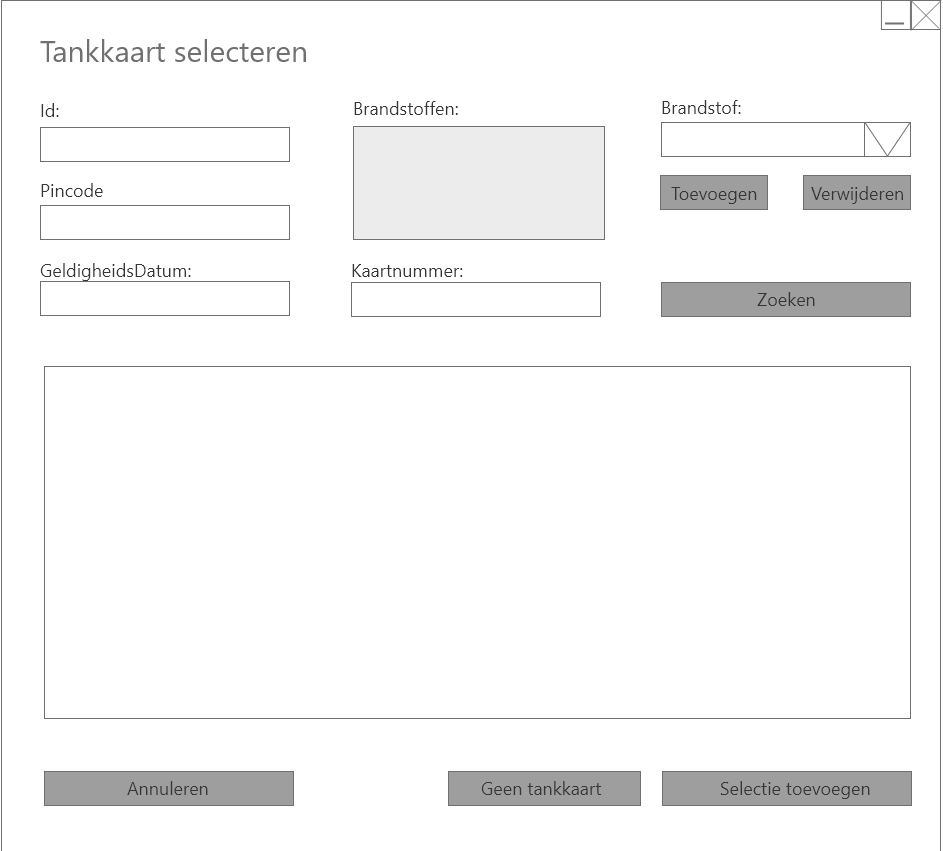 Tankkaart selecteren
Id:
Brandstoffen:
Brandstof:
Pincode
Toevoegen
Verwijderen
GeldigheidsDatum:
Kaartnummer:
Zoeken
Annuleren
Geen tankkaart
Selectie toevoegen